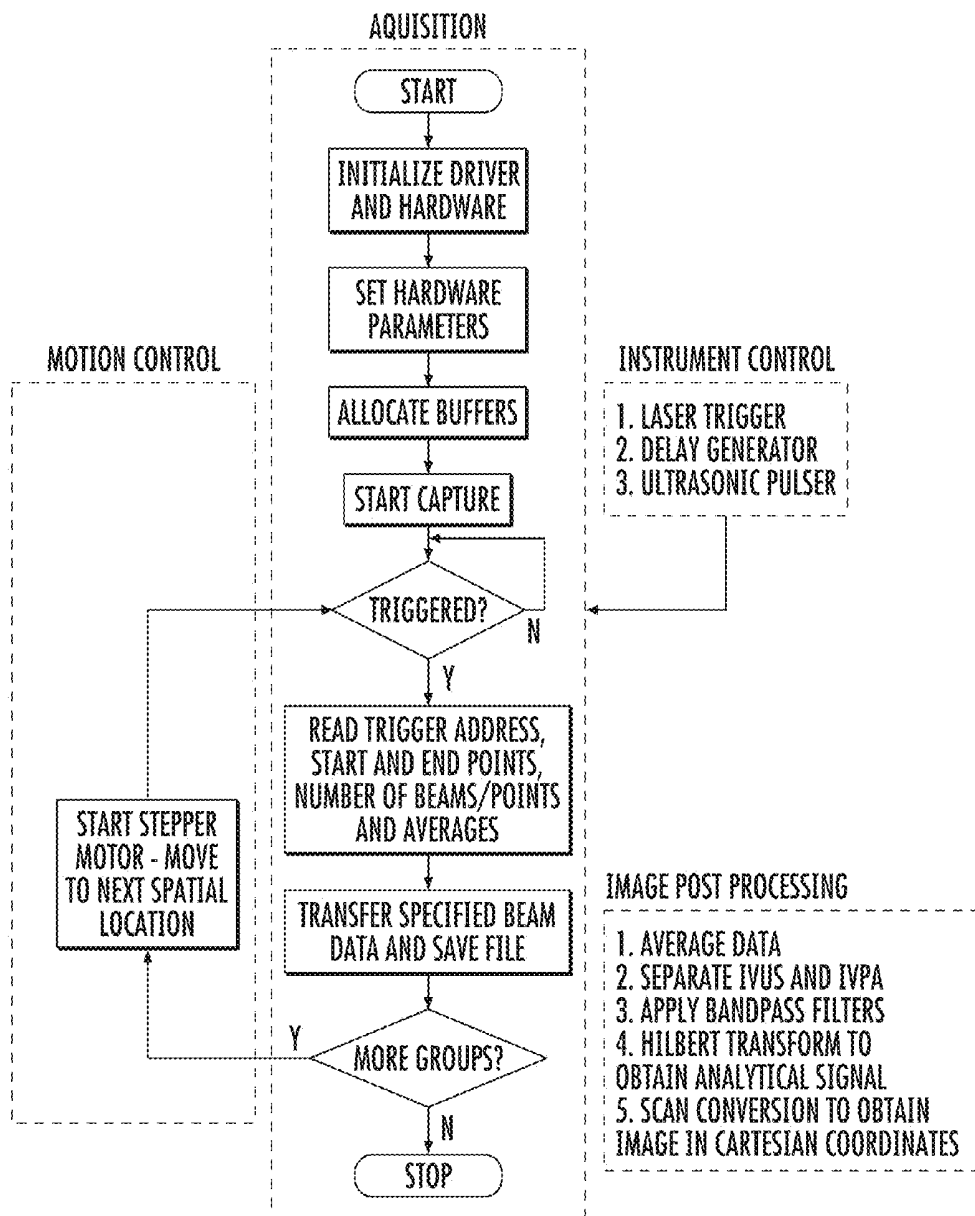 AQUISITION
START
INITIALIZE DRIVER
AND HARDWARE
SET HARDWARE
PARAMETERS
ALLOCATE BUFFERS
START CAPTURE
TRIGGERED?
N
Y
READ TRIGGER ADDRESS,
START AND END POINTS,
NUMBER OF BEAMS/POINTS
AND AVERAGES
TRANSFER SPECIFIED BEAM
DATA AND SAVE FILE
MORE GROUPS?
Y
N
STOP
MOTION CONTROL
START STEPPER
MOTOR - MOVE
TO NEXT SPATIAL
LOCATION
INSTRUMENT CONTROL
1. LASER TRIGGER
2. DELAY GENERATOR
3. ULTRASONIC PULSER
IMAGE POST PROCESSING
1. AVERAGE DATA
2. SEPARATE IVUS AND IVPA
3. APPLY BANDPASS FILTERS
4. HILBERT TRANSFORM TO
OBTAIN ANALYTICAL SIGNAL
5. SCAN CONVERSION TO OBTAIN
IMAGE IN CARTESIAN COORDINATES